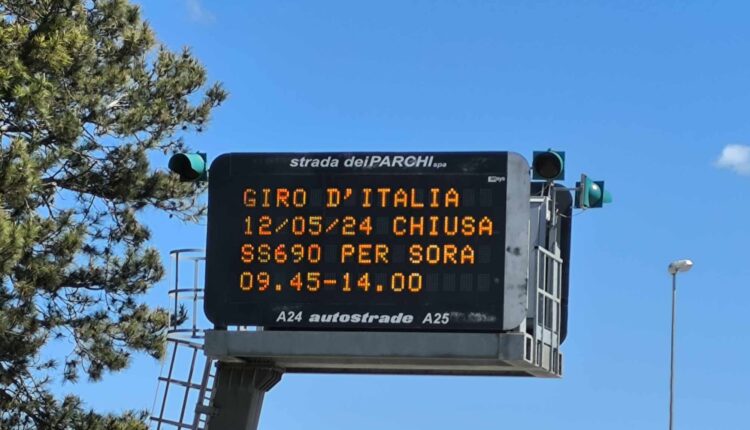 strada deiPARCHI spa
GIRO D'ITALIA
12/05/24 CHIUSA
SS690 PER SORA
09.45-14.00
A24 autostrade A25